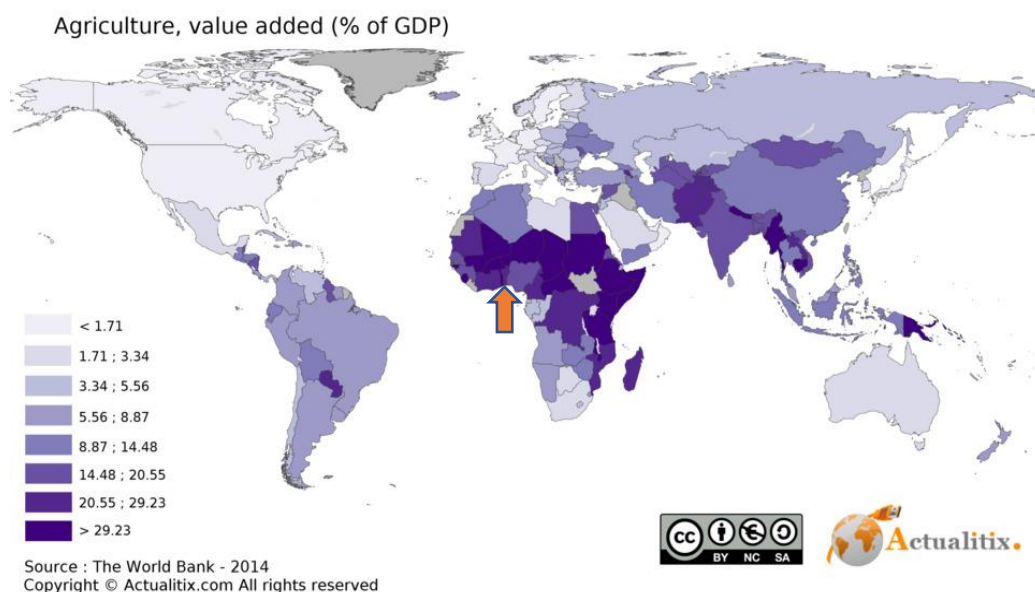 Agriculture, value added (% of GDP)
< 1.71
1.71 ; 3.34
3.34 ; 5.56
5.56 ; 8.87
8.87 ; 14.48
14.48 ; 20.55
20.55 ; 29.23
> 29.23
cc
BY NC SA
Actualitix.
Source : The World Bank - 2014
Copyright © Actualitix.com All rights reserved